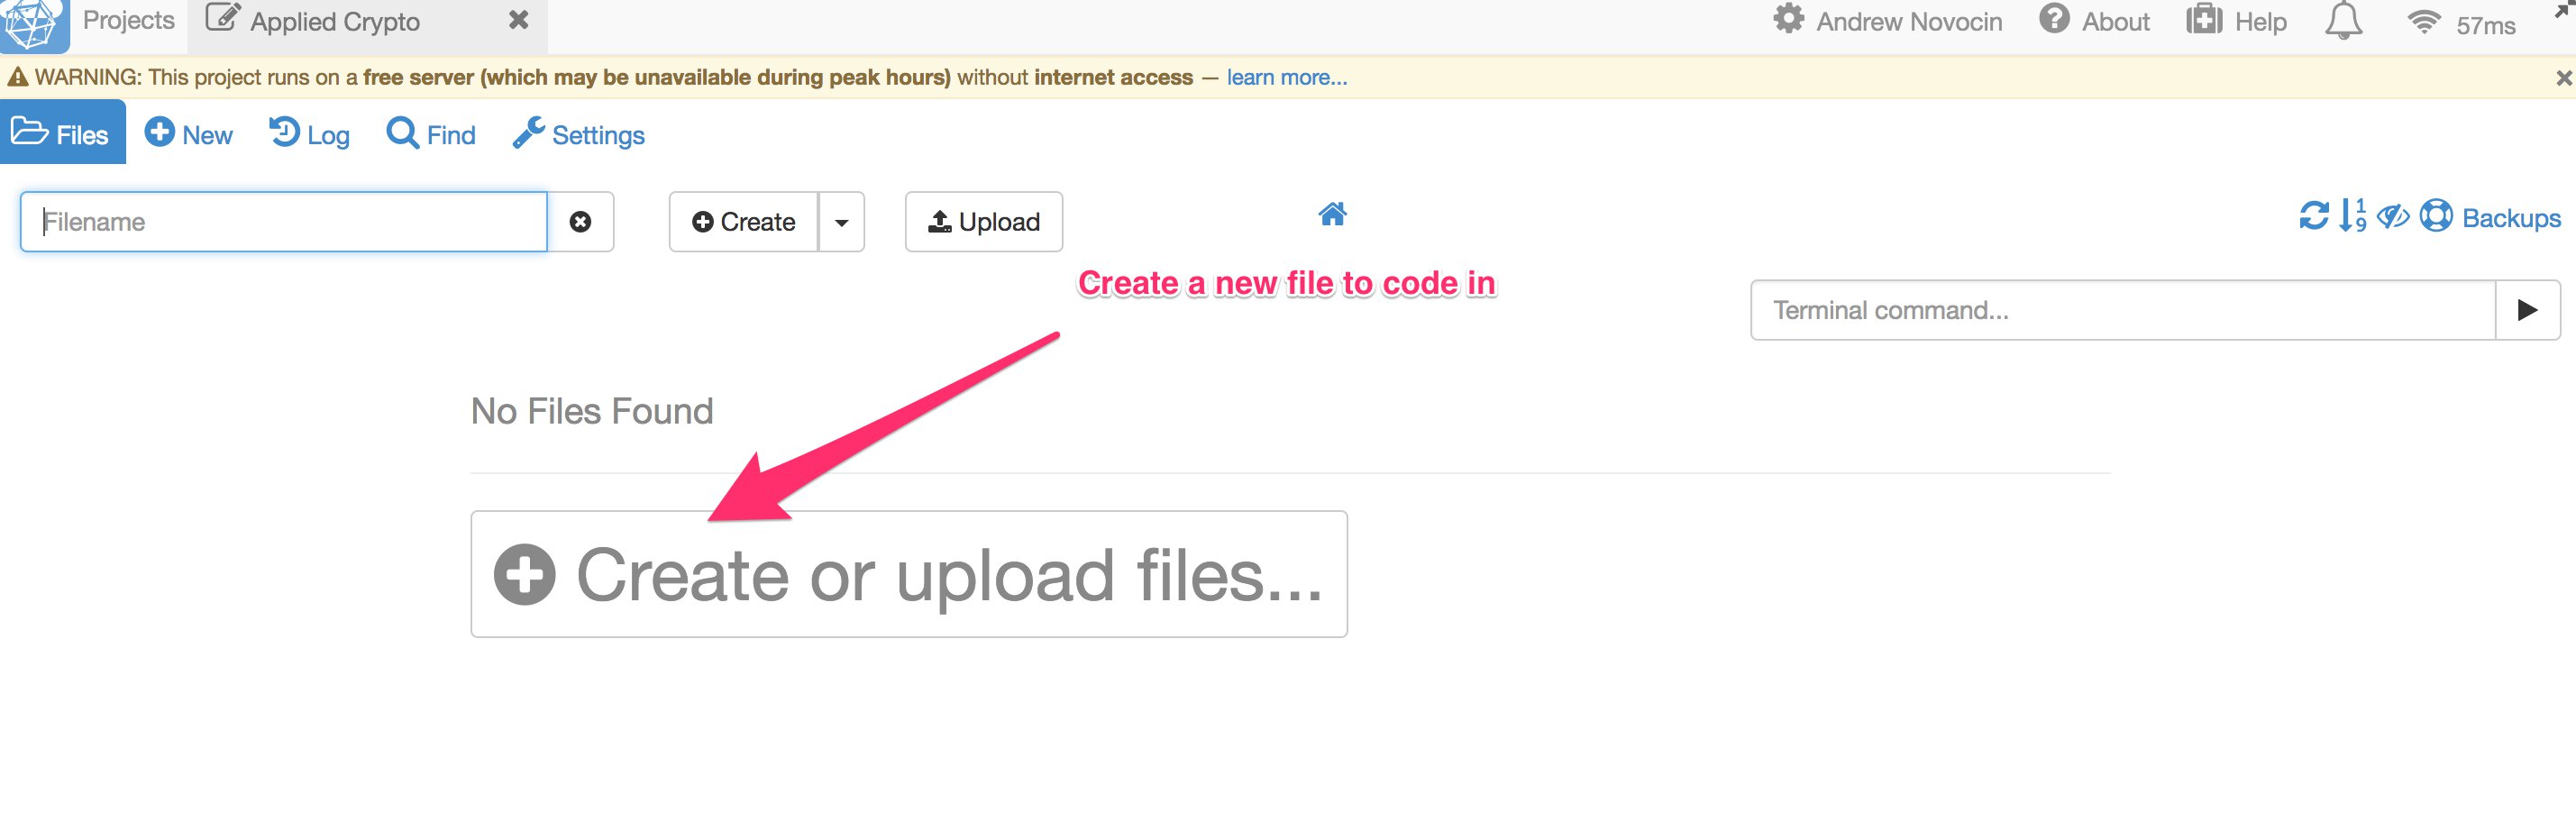 Projects Applied Crypto Andrew Novocin About Help 57ms
WARNING: This project runs on a free server (which may be unavailable during peak hours) without internet access — learn more...
Files New Log Find Settings
Filename Create Upload 1 9 Backups
Create a new file to code in
Terminal command...
No Files Found
Create or upload files...